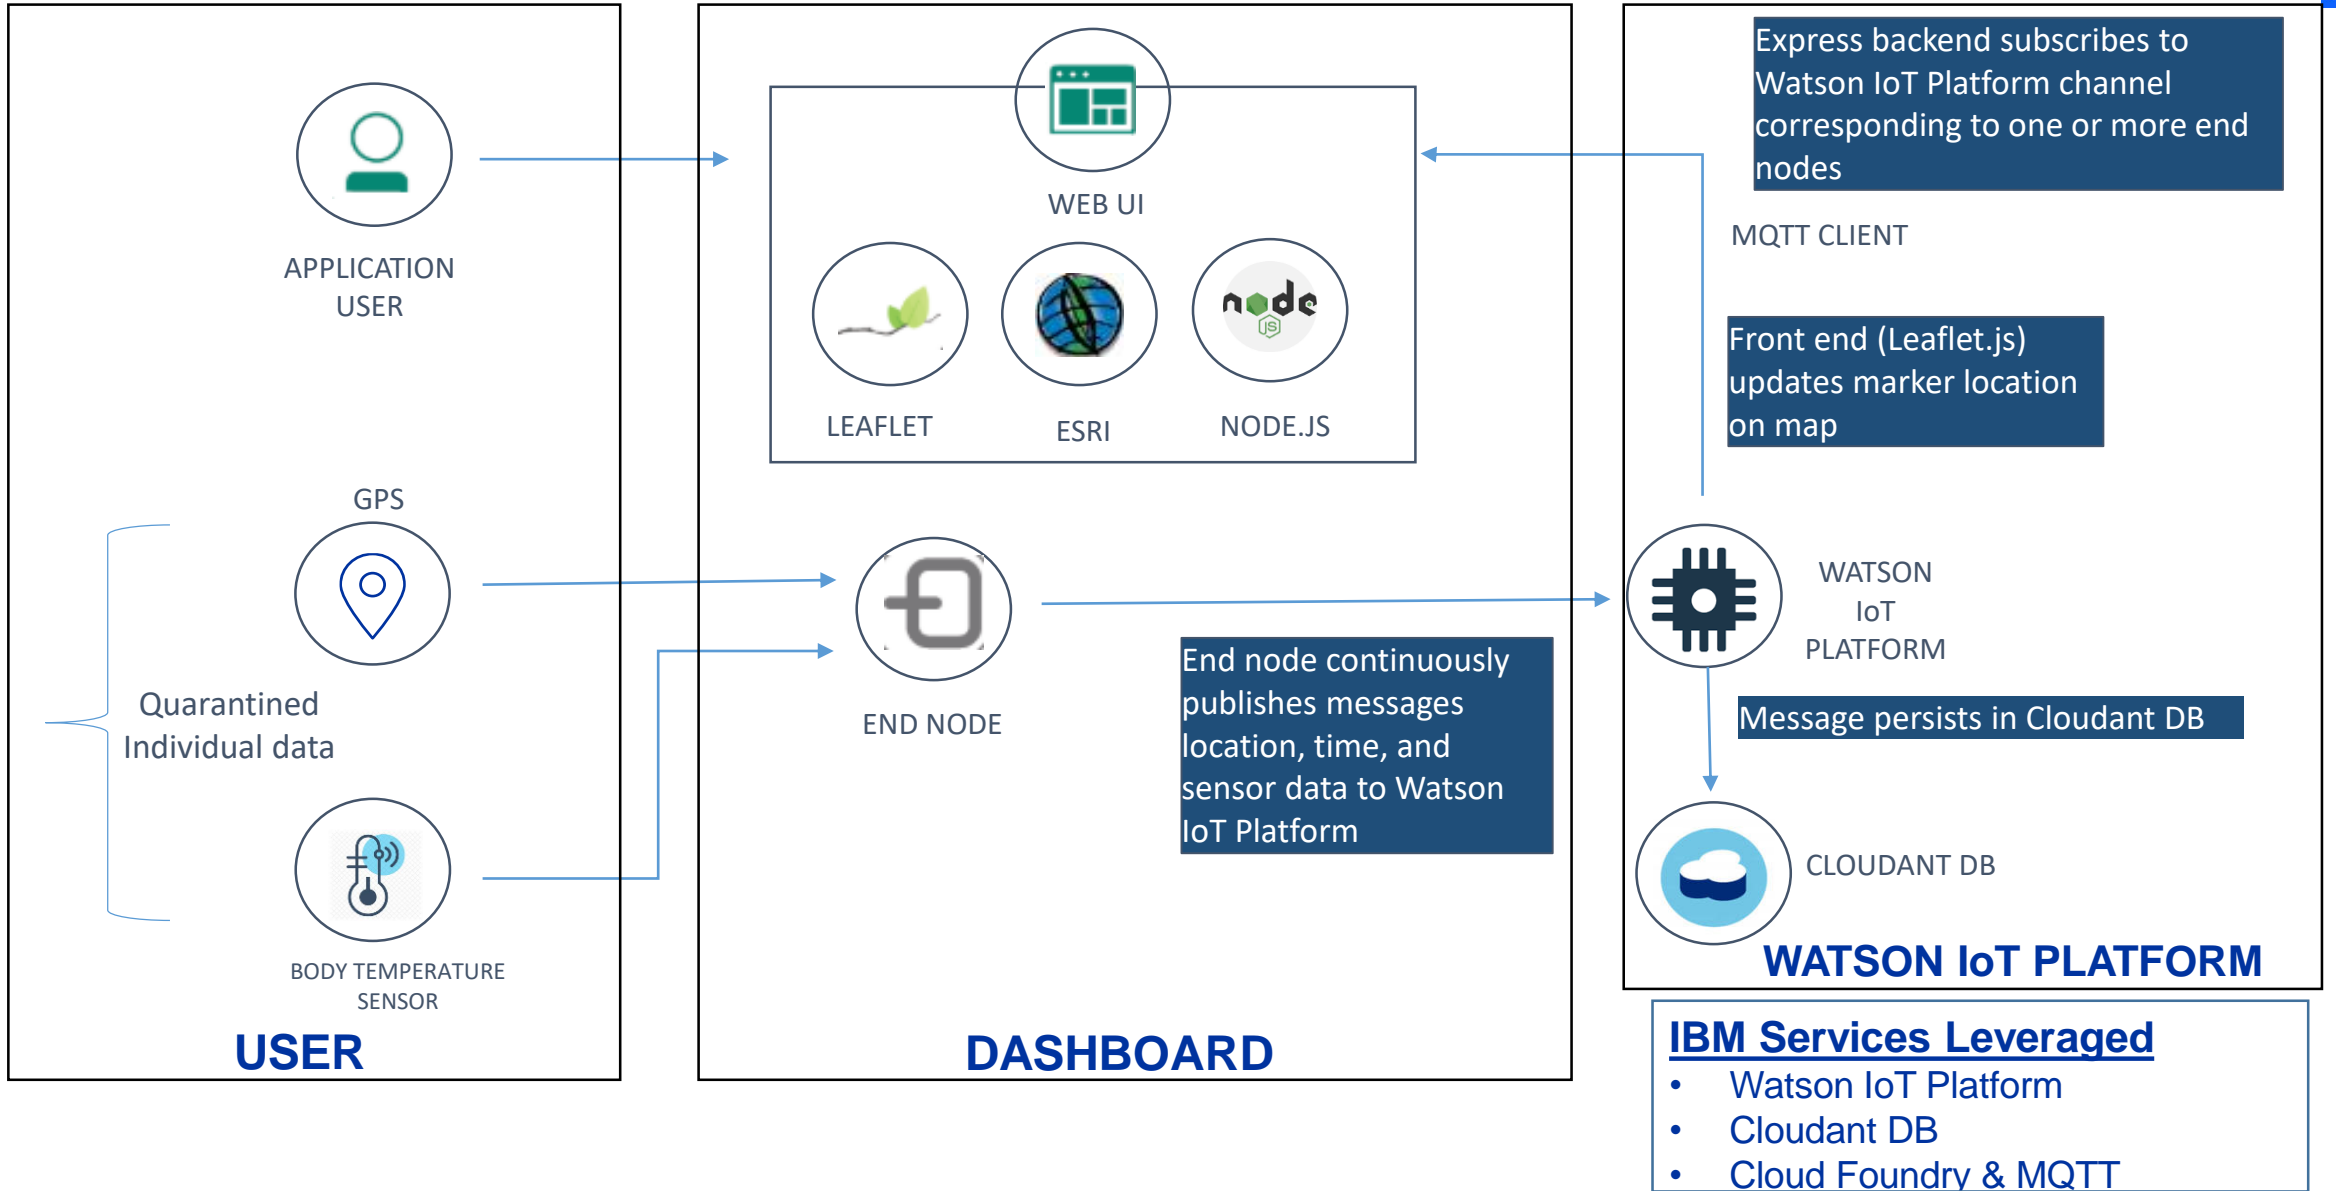 APPLICATION
USER
GPS
Quarantined
Individual data
BODY TEMPERATURE
SENSOR
USER
WEB UI
node
JS
LEAFLET
ESRI
NODE.JS
END NODE
End node continuously
publishes messages
location, time, and
sensor data to Watson
IoT Platform
DASHBOARD
Express backend subscribes to
Watson IoT Platform channel
corresponding to one or more end
nodes
MQTT CLIENT
Front end (Leaflet.js)
updates marker location
on map
WATSON
IoT
PLATFORM
Message persists in Cloudant DB
CLOUDANT DB
WATSON IoT PLATFORM
IBM Services Leveraged
• Watson IoT Platform
• Cloudant DB
• Cloud Foundry & MQTT